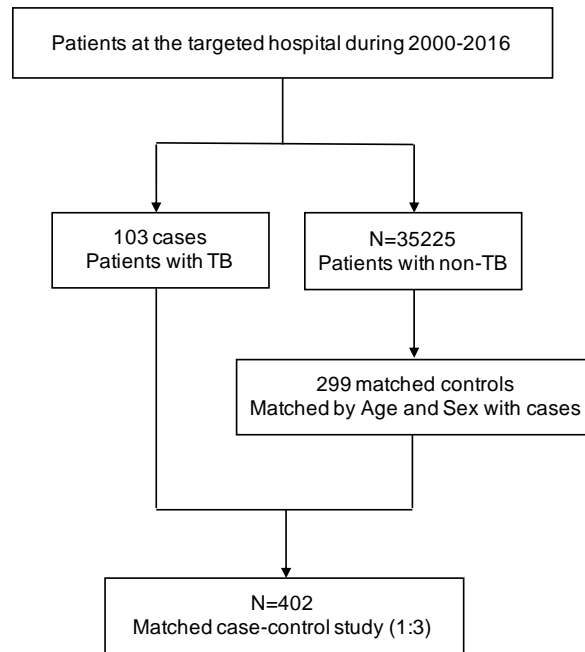 Patients at the targeted hospital during 2000-2016
103 cases
Patients with TB
N=35225
Patients with non-TB
299 matched controls
Matched by Age and Sex with cases
N=402
Matched case-control study (1:3)